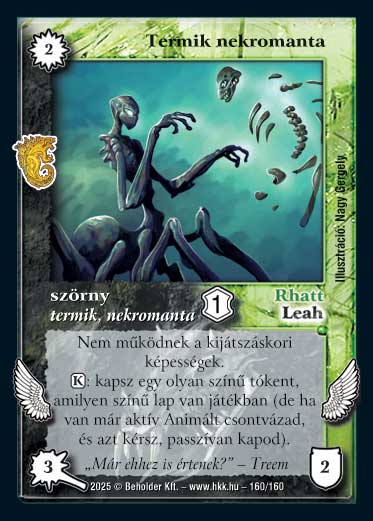 2
Termik nekromanta
Illusztráció: Nagy Gergely
szörny
termik, nekromanta
1
Rhatt
Leah
Nem működnek a kijátszáskori
képességek.
K: kapsz egy olyan színű tókent,
amilyen színű lap van játékban (de ha
van már aktív Animált csontvázad,
és azt kérsz, passzívan kapod).
„Már ehhez is értenek?” – Treem
3
2
2025 © Beholder Kft. – www.hkk.hu – 160/160